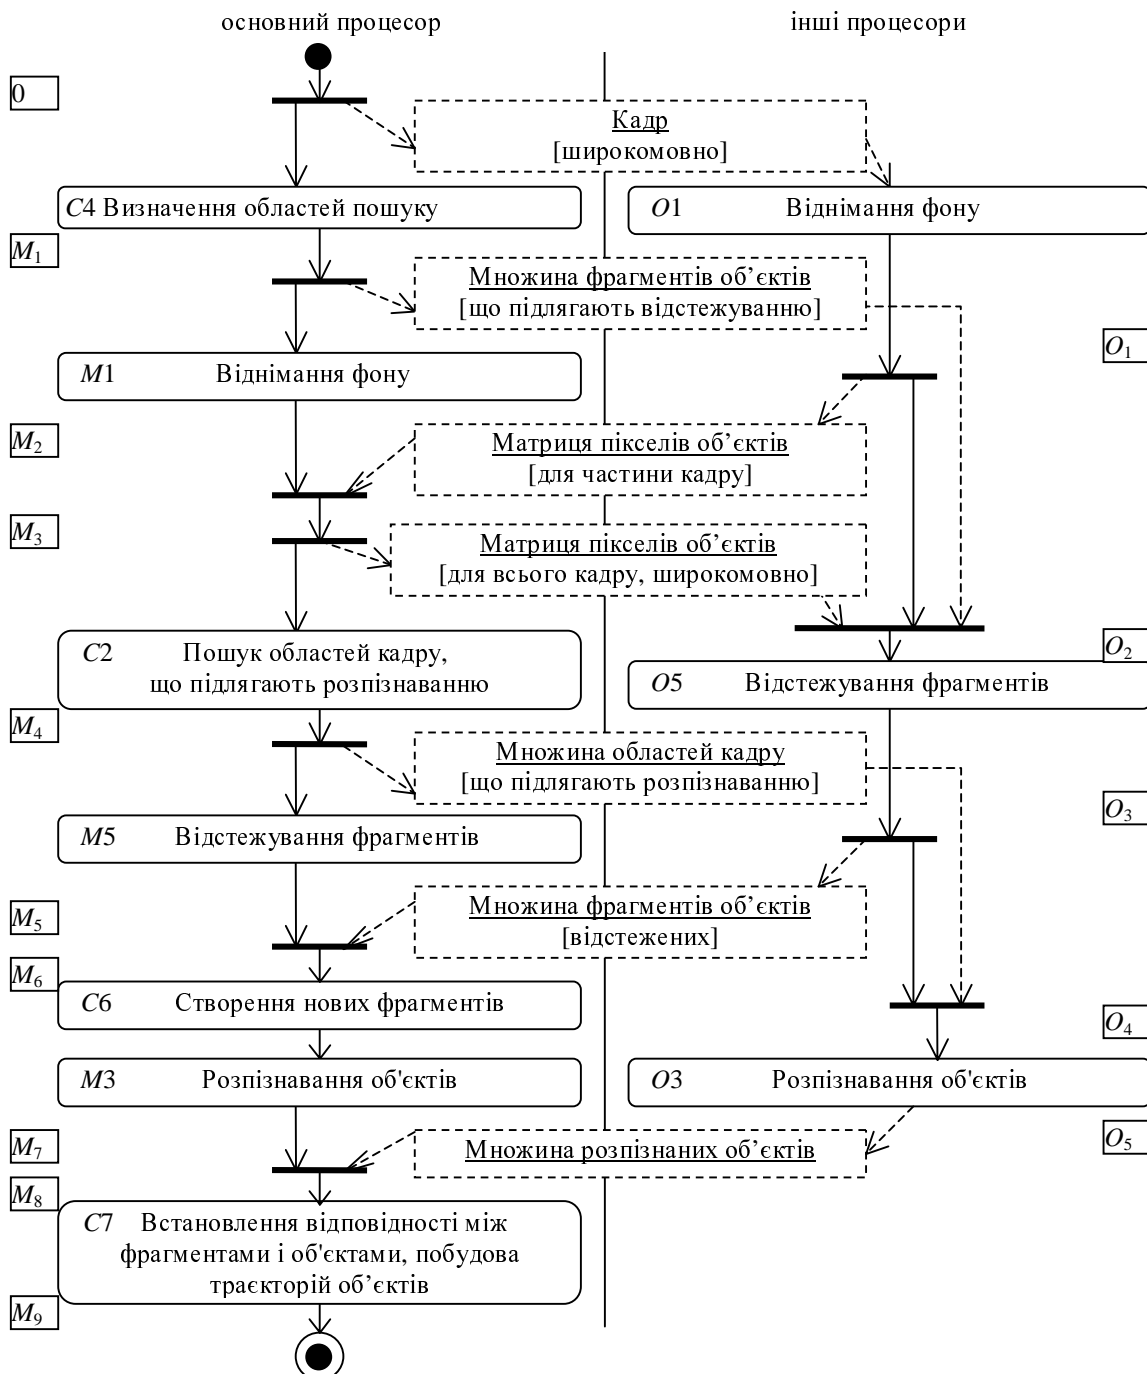 основний процесор
інші процесори
0
Кадр
[широкомовно]
C4 Визначення областей пошуку
O1 Віднімання фону
M1
Множина фрагментів об’єктів
[що підлягають відстежуванню]
O1
M1 Віднімання фону
M2
Матриця пікселів об’єктів
[для частини кадру]
M3
Матриця пікселів об’єктів
[для всього кадру, широкомовно]
C2 Пошук областей кадру,
що підлягають розпізнаванню
O2
O5 Відстежування фрагментів
M4
Множина областей кадру
[що підлягають розпізнаванню]
O3
M5 Відстежування фрагментів
M5
Множина фрагментів об’єктів
[відстежених]
M6
C6 Створення нових фрагментів
O4
M3 Розпізнавання об'єктів
O3 Розпізнавання об'єктів
M7
Множина розпізнаних об’єктів
O5
M8
C7 Встановлення відповідності між
фрагментами і об'єктами, побудова
траєкторій об’єктів
M9